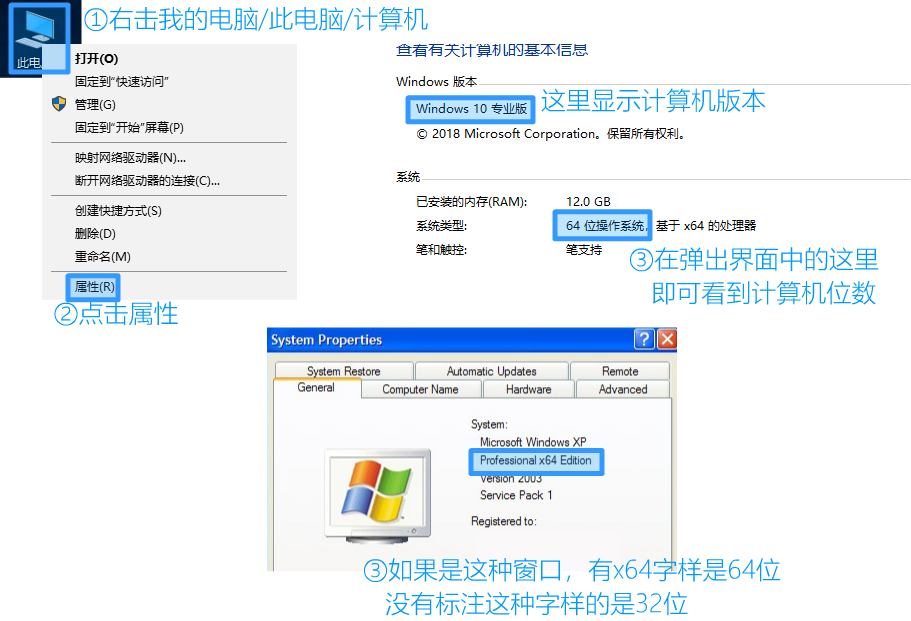 ①右击我的电脑/此电脑/计算机
此电
打开(O)
固定到"快速访问"
管理(G)
固定到"开始"屏幕(P)
映射网络驱动器(N)...
断开网络驱动器的连接(C)...
创建快捷方式(S)
删除(D)
重命名(M)
属性(R)
②点击属性
查看有关计算机的基本信息
Windows 版本
Windows 10 专业版
这里显示计算机版本
© 2018 Microsoft Corporation。保留所有权利。
系统
已安装的内存(RAM): 12.0 GB
系统类型: 64 位操作系统, 基于 x64 的处理器
笔和触控: 笔支持
③在弹出界面中的这里
即可看到计算机位数
System Properties
System Restore Automatic Updates Remote
General Computer Name Hardware Advanced
System:
Microsoft Windows XP
Professional x64 Edition
Version 2003
Service Pack 1
Registered to:
③如果是这种窗口，有x64字样是64位
没有标注这种字样的是32位